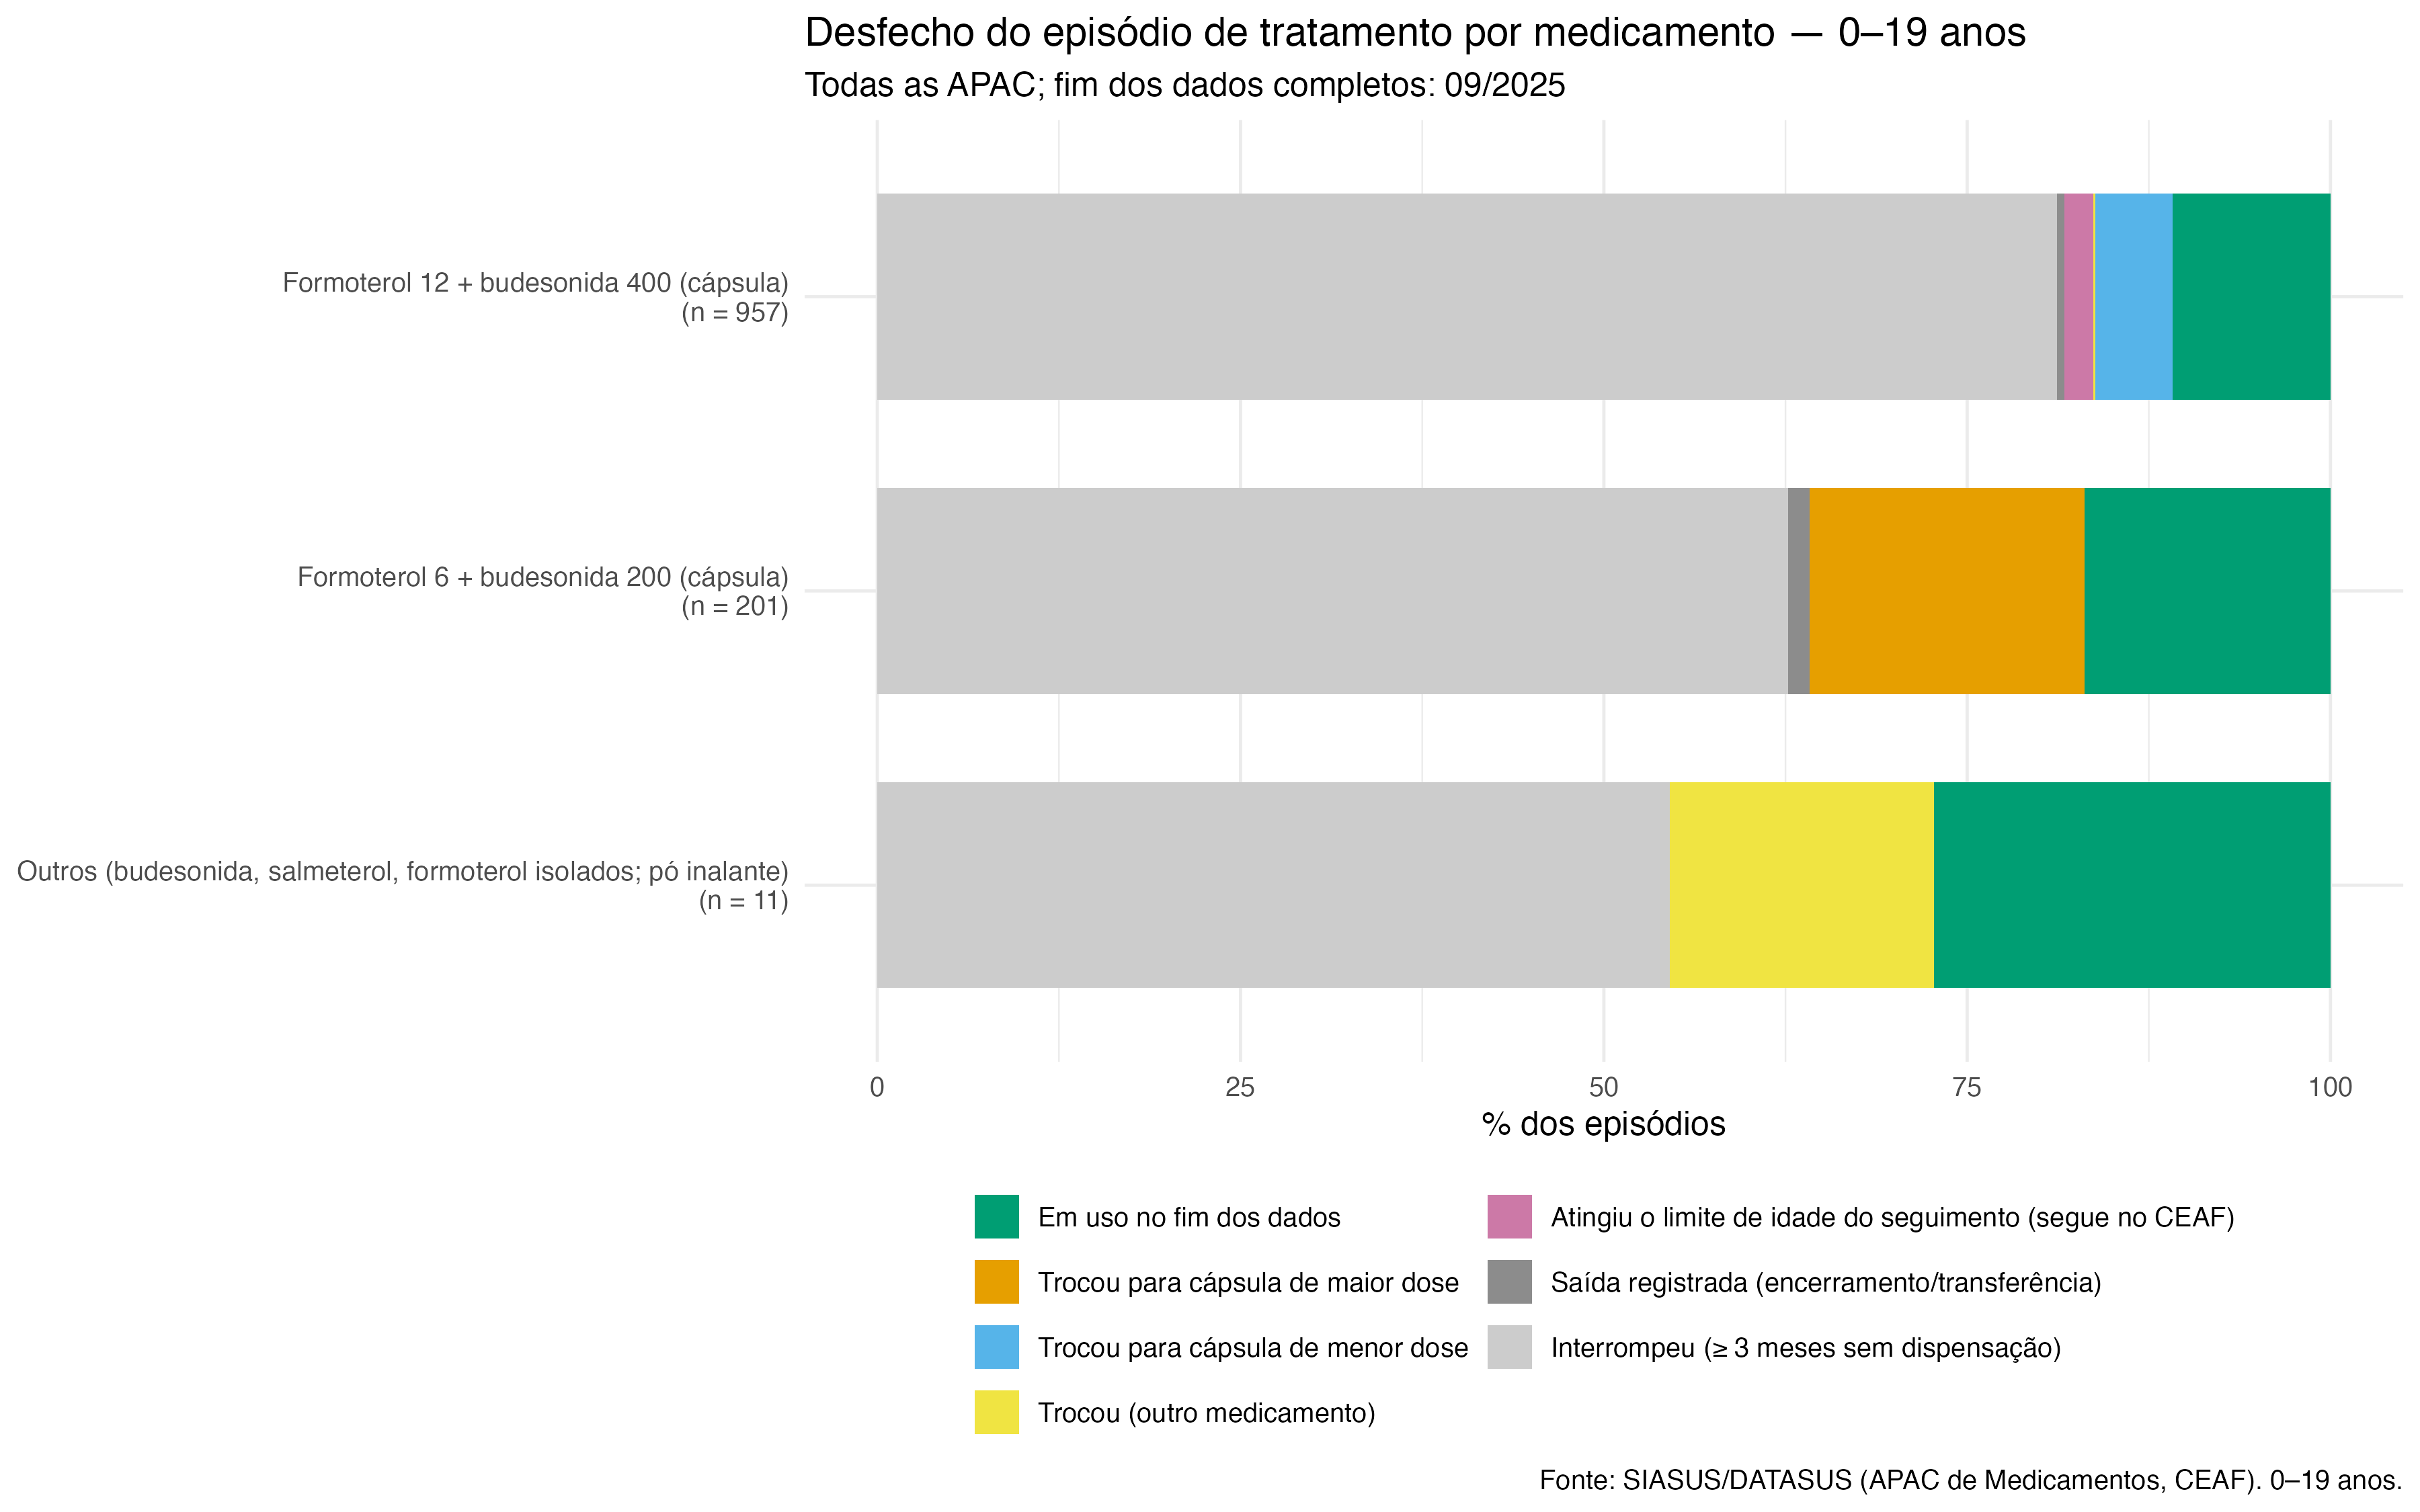 Desfecho do episódio de tratamento por medicamento — 0–19 anos
Todas as APAC; fim dos dados completos: 09/2025
Formoterol 12 + budesonida 400 (cápsula)
(n = 957)
Formoterol 6 + budesonida 200 (cápsula)
(n = 201)
Outros (budesonida, salmeterol, formoterol isolados; pó inalante)
(n = 11)
0 25 50 75 100
% dos episódios
Em uso no fim dos dados
Trocou para cápsula de maior dose
Trocou para cápsula de menor dose
Trocou (outro medicamento)
Atingiu o limite de idade do seguimento (segue no CEAF)
Saída registrada (encerramento/transferência)
Interrompeu (≥ 3 meses sem dispensação)
Fonte: SIASUS/DATASUS (APAC de Medicamentos, CEAF). 0–19 anos.